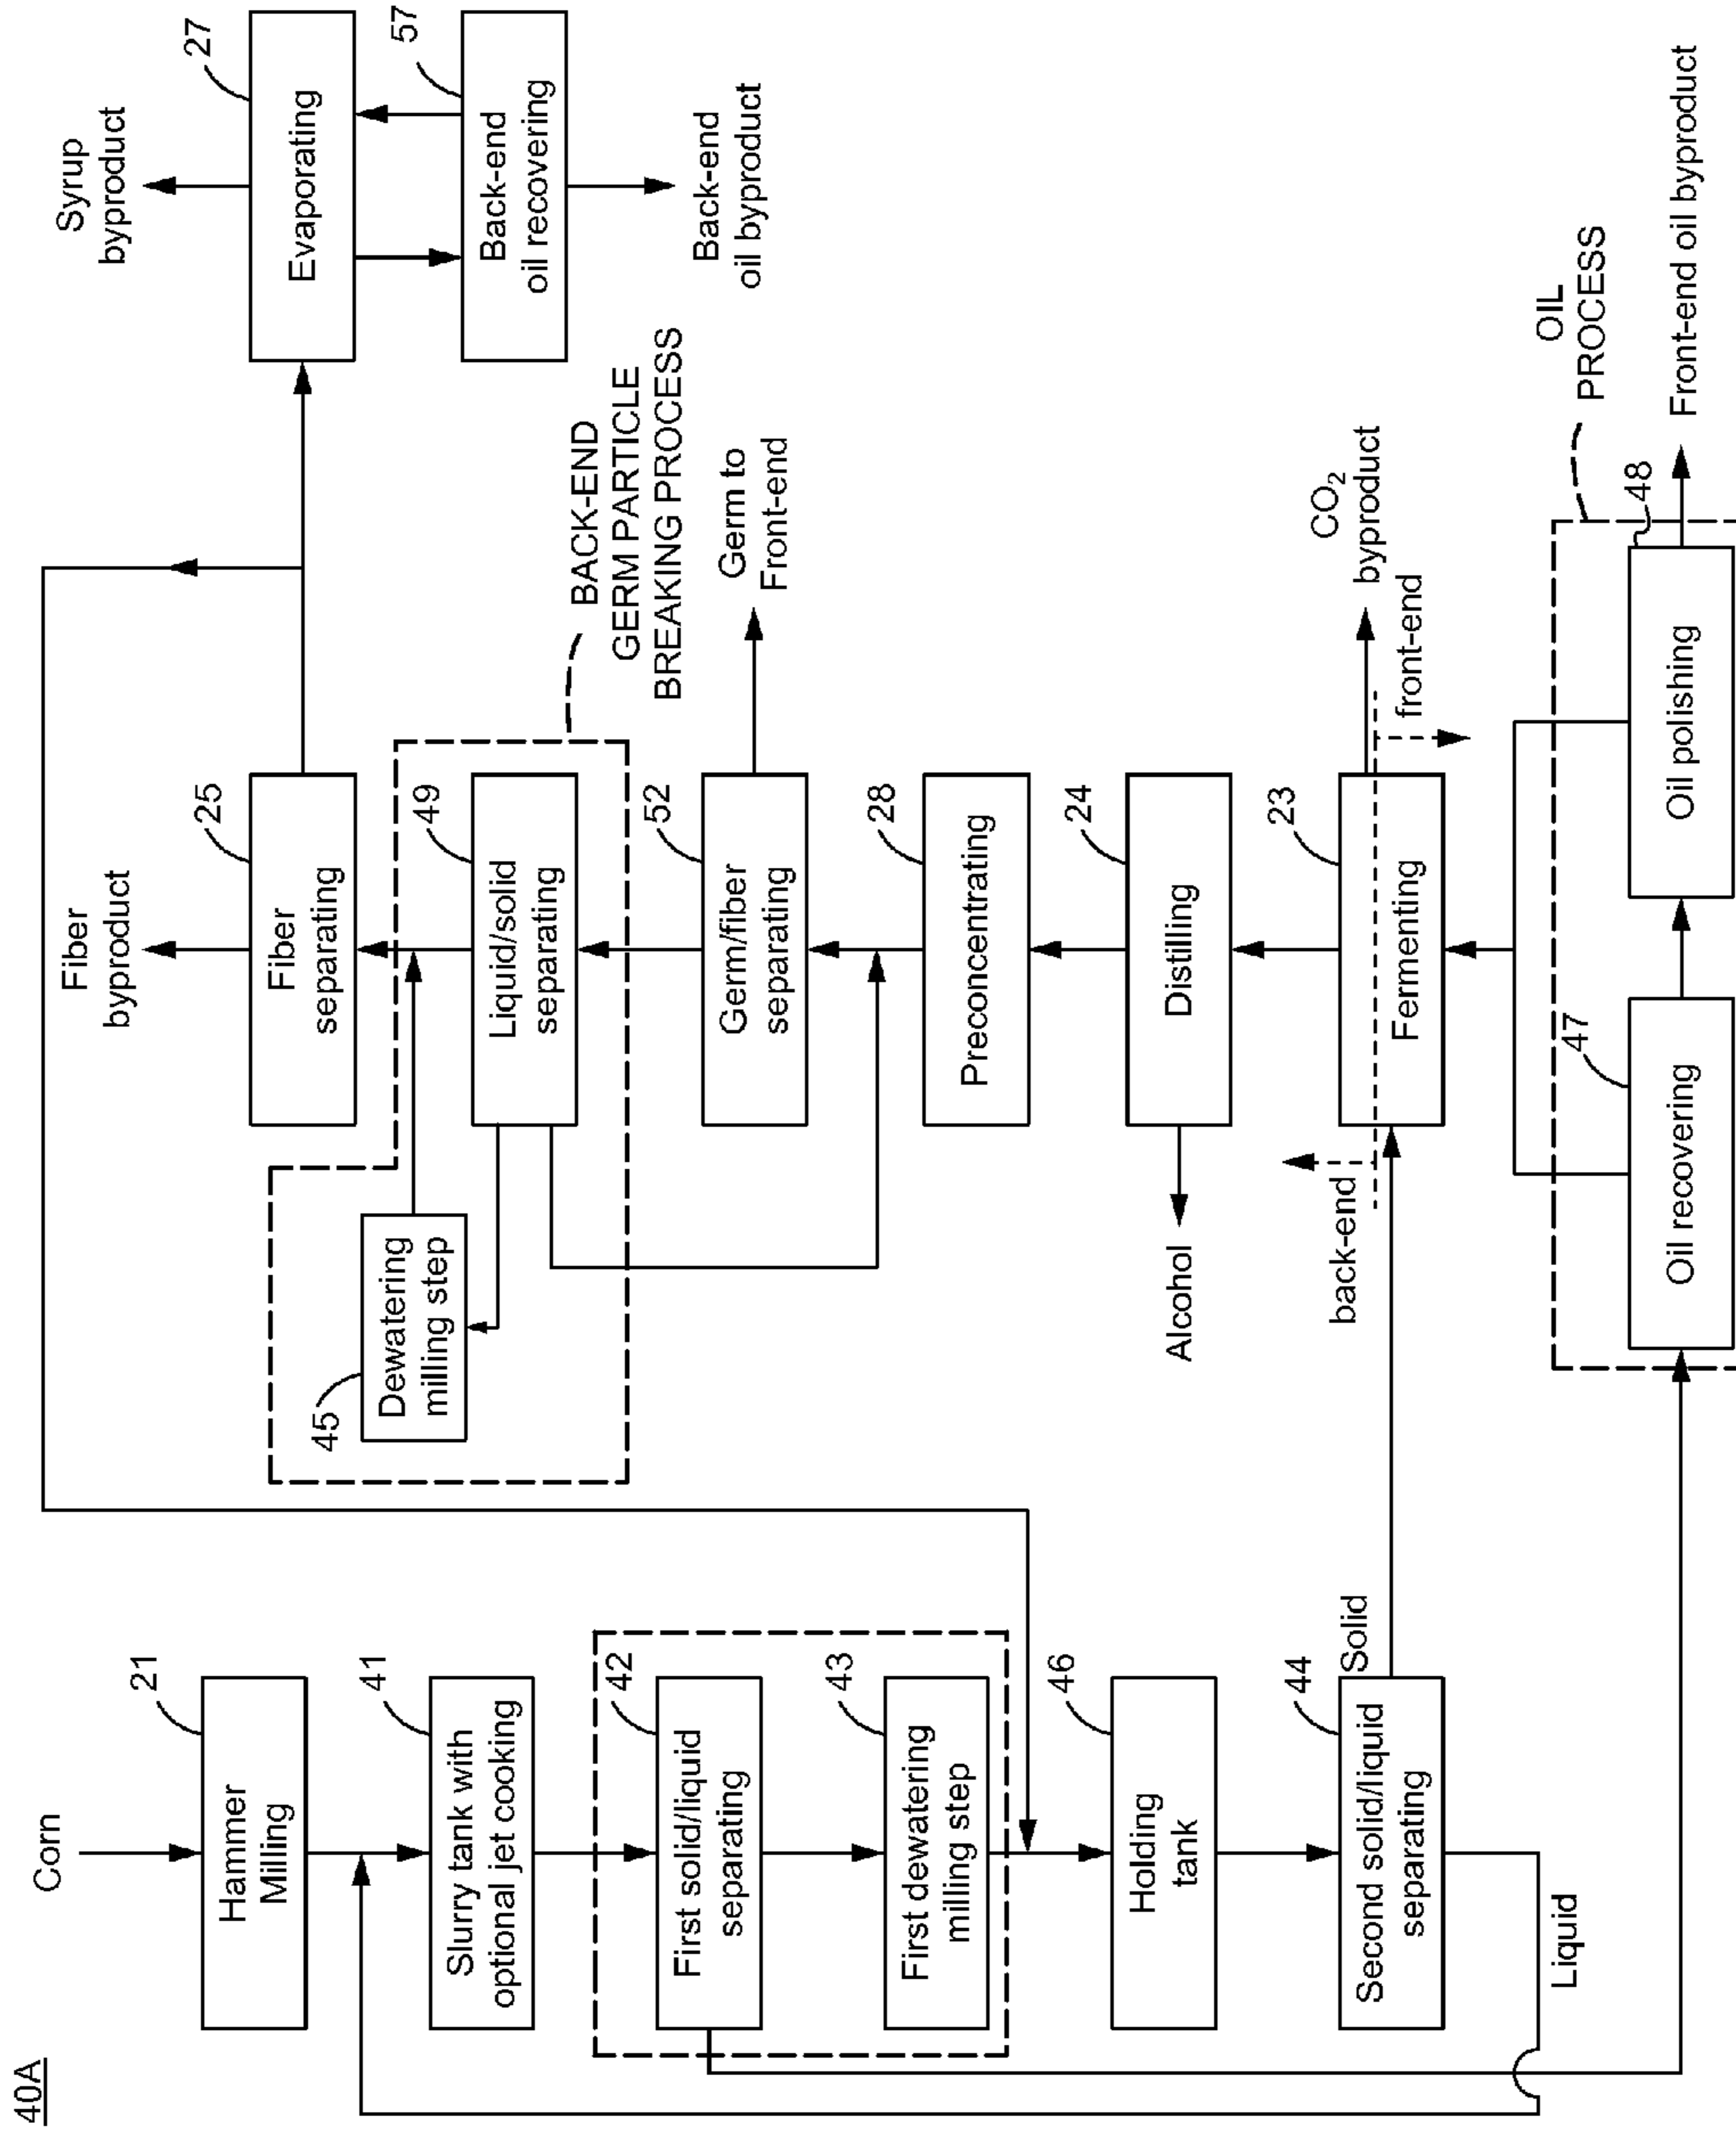 40A
Corn
21
Hammer
Milling
41
Slurry tank with
optional jet cooking
42
First solid/liquid
separating
43
First dewatering
milling step
46
Holding
tank
44
Second solid/liquid
separating
Solid
Liquid
Fiber
byproduct
25
Fiber
separating
49
Liquid/solid
separating
45
Dewatering
milling step
BACK-END
GERM PARTICLE
BREAKING PROCESS
52
Germ/fiber
separating
Germ to
Front-end
28
Preconcentrating
24
Distilling
Alcohol
23
Fermenting
CO₂
byproduct
back-end
front-end
Syrup
byproduct
27
Evaporating
57
Back-end
oil recovering
Back-end
oil byproduct
OIL
PROCESS
47
Oil recovering
48
Oil polishing
Front-end oil byproduct